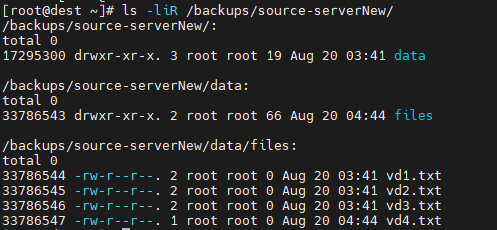 [root@dest ~]# ls -liR /backups/source-serverNew/
/backups/source-serverNew/:
total 0
17295300 drwxr-xr-x. 3 root root 19 Aug 20 03:41 data

/backups/source-serverNew/data:
total 0
33786543 drwxr-xr-x. 2 root root 66 Aug 20 04:44 files

/backups/source-serverNew/data/files:
total 0
33786544 -rw-r--r--. 2 root root 0 Aug 20 03:41 vd1.txt
33786545 -rw-r--r--. 2 root root 0 Aug 20 03:41 vd2.txt
33786546 -rw-r--r--. 2 root root 0 Aug 20 03:41 vd3.txt
33786547 -rw-r--r--. 1 root root 0 Aug 20 04:44 vd4.txt